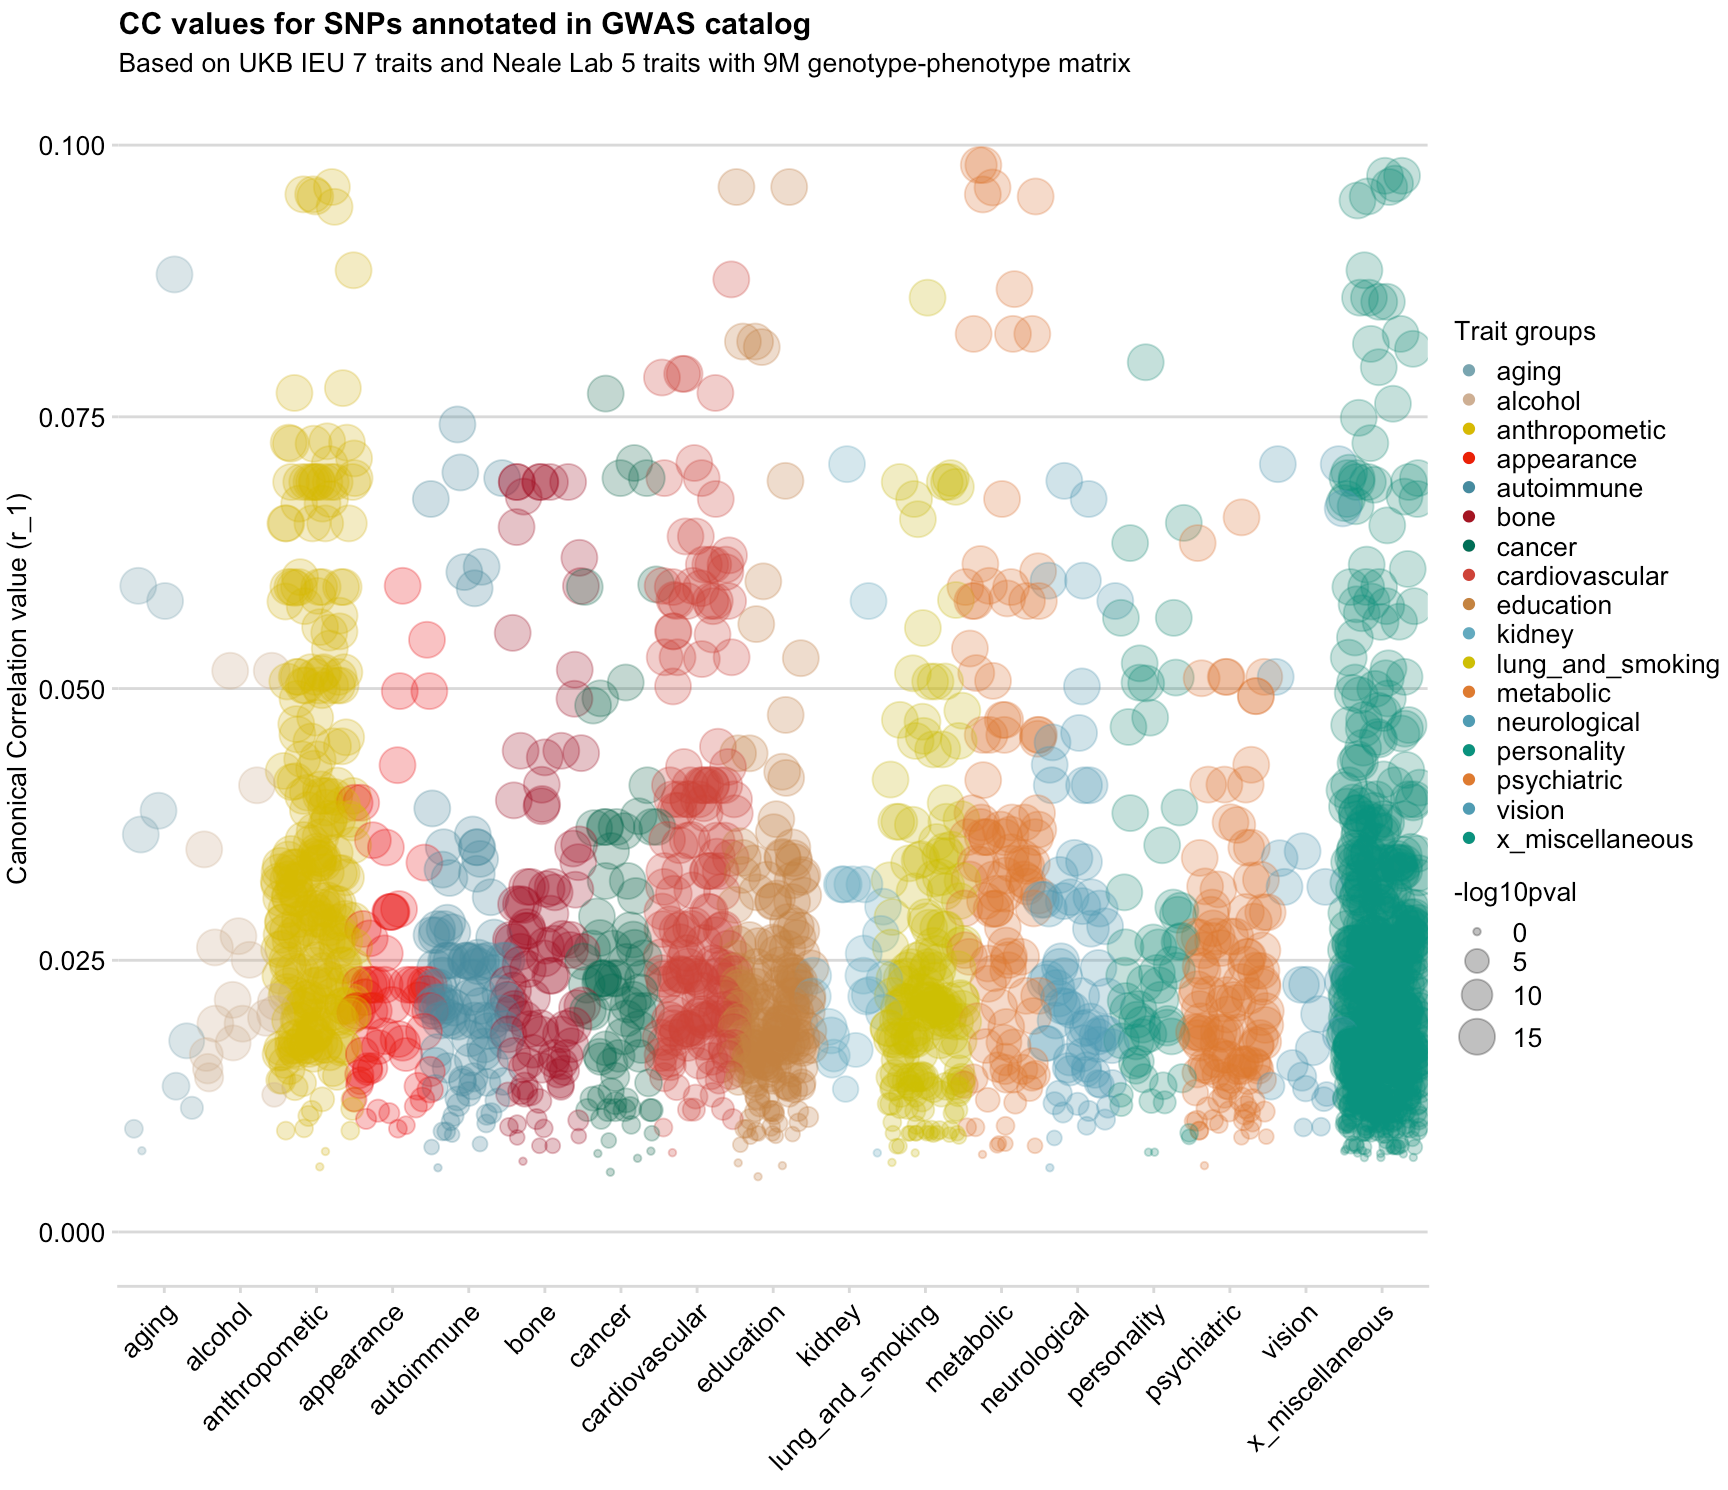 CC values for SNPs annotated in GWAS catalog
Based on UKB IEU 7 traits and Neale Lab 5 traits with 9M genotype-phenotype matrix
Canonical Correlation value (r_1)
0.100
0.075
0.050
0.025
0.000
aging
alcohol
anthropometic
appearance
autoimmune
bone
cancer
cardiovascular
education
kidney
lung_and_smoking
metabolic
neurological
personality
psychiatric
vision
x_miscellaneous
Trait groups
aging
alcohol
anthropometic
appearance
autoimmune
bone
cancer
cardiovascular
education
kidney
lung_and_smoking
metabolic
neurological
personality
psychiatric
vision
x_miscellaneous
-log10pval
0
5
10
15